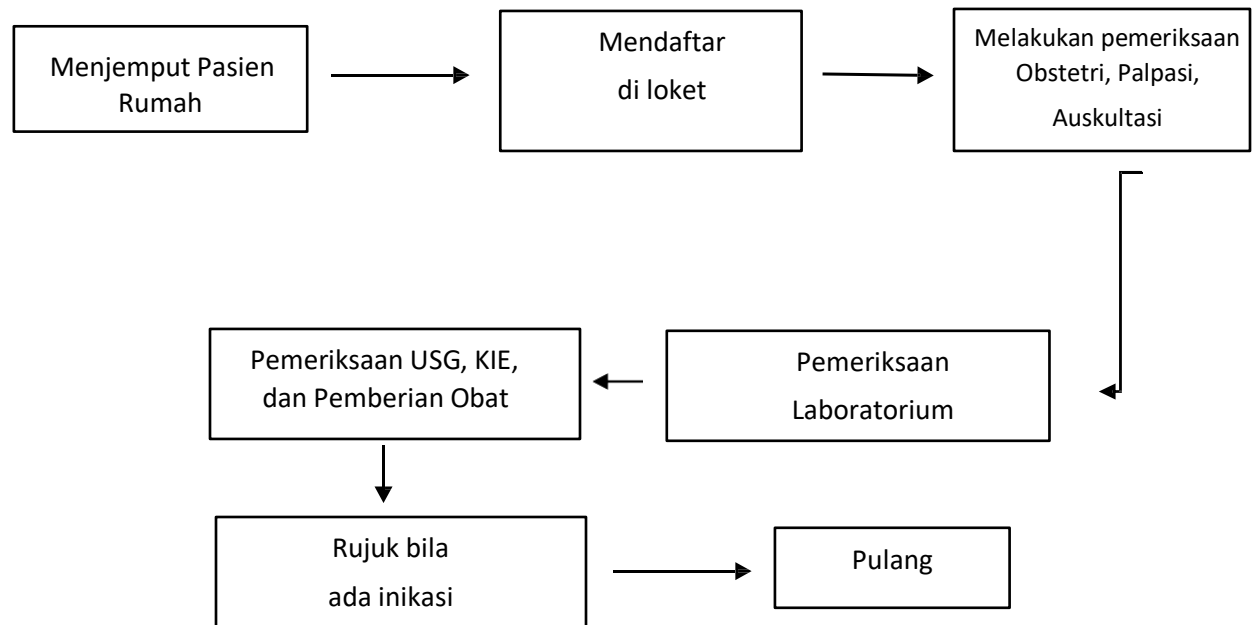 Menjemput Pasien
Rumah
Mendaftar
di loket
Melakukan pemeriksaan
Obstetri, Palpasi,
Auskultasi
Pemeriksaan USG, KIE,
dan Pemberian Obat
Pemeriksaan
Laboratorium
Rujuk bila
ada inikasi
Pulang